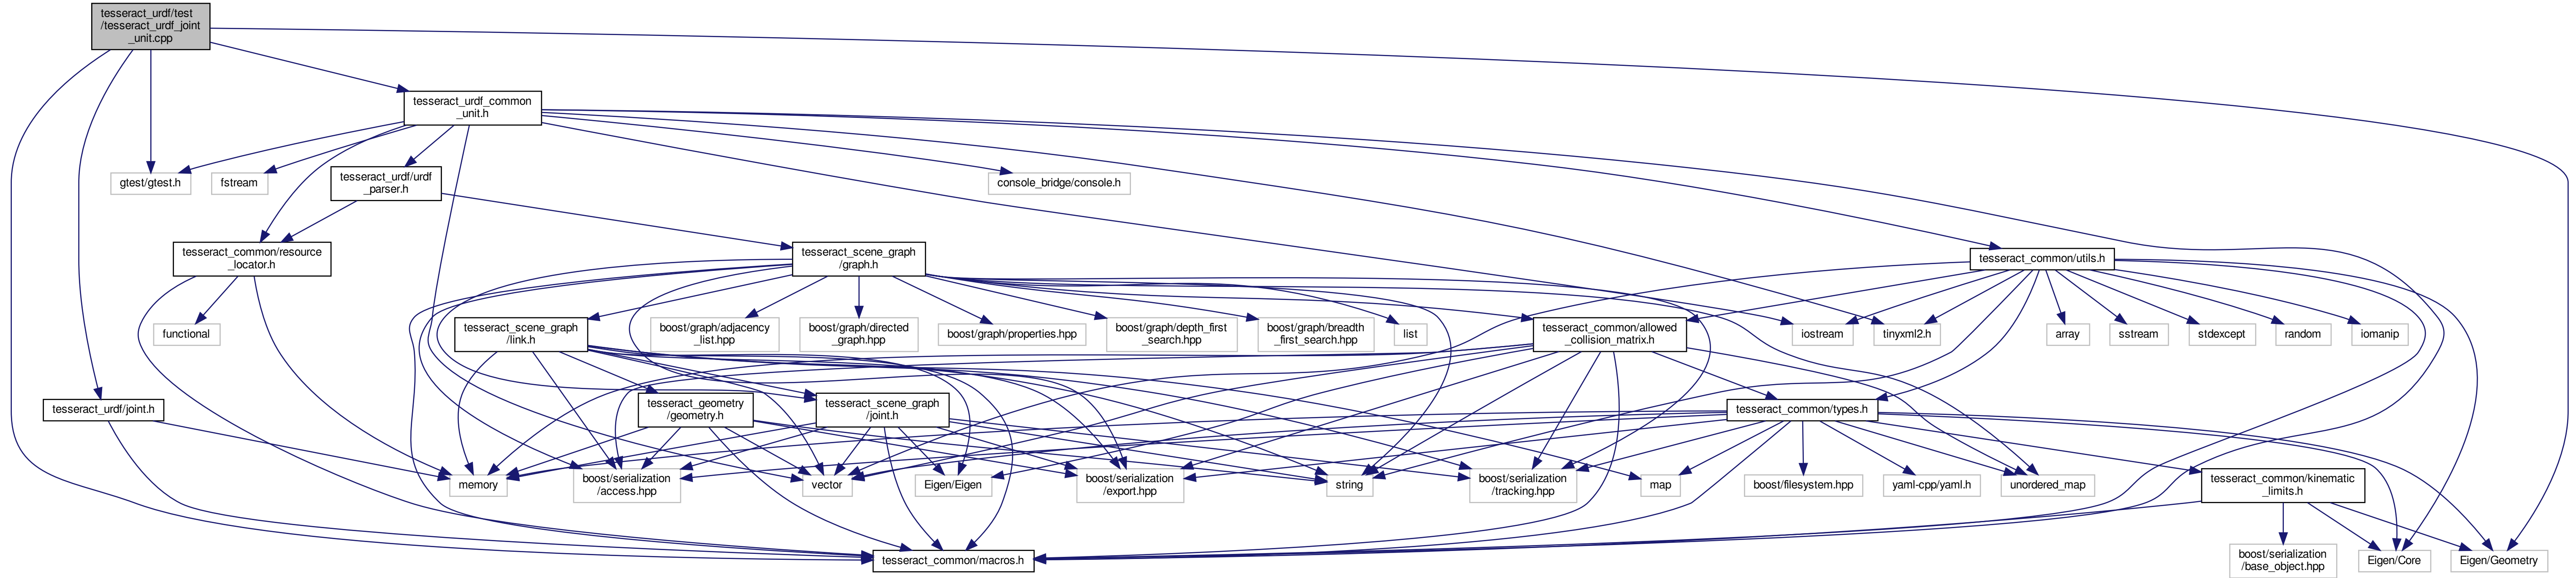 tesseract_urdf/test
/tesseract_urdf_joint
_unit.cpp
tesseract_urdf_common
_unit.h
gtest/gtest.h
fstream
tesseract_urdf/urdf
_parser.h
console_bridge/console.h
tesseract_common/resource
_locator.h
tesseract_scene_graph
/graph.h
tesseract_common/utils.h
functional
tesseract_scene_graph
/link.h
boost/graph/adjacency
_list.hpp
boost/graph/directed
_graph.hpp
boost/graph/properties.hpp
boost/graph/depth_first
_search.hpp
boost/graph/breadth
_first_search.hpp
list
tesseract_common/allowed
_collision_matrix.h
iostream
tinyxml2.h
array
sstream
stdexcept
random
iomanip
tesseract_urdf/joint.h
tesseract_geometry
/geometry.h
tesseract_scene_graph
/joint.h
tesseract_common/types.h
memory
boost/serialization
/access.hpp
vector
Eigen/Eigen
boost/serialization
/export.hpp
string
boost/serialization
/tracking.hpp
map
boost/filesystem.hpp
yaml-cpp/yaml.h
unordered_map
tesseract_common/kinematic
_limits.h
tesseract_common/macros.h
boost/serialization
/base_object.hpp
Eigen/Core
Eigen/Geometry